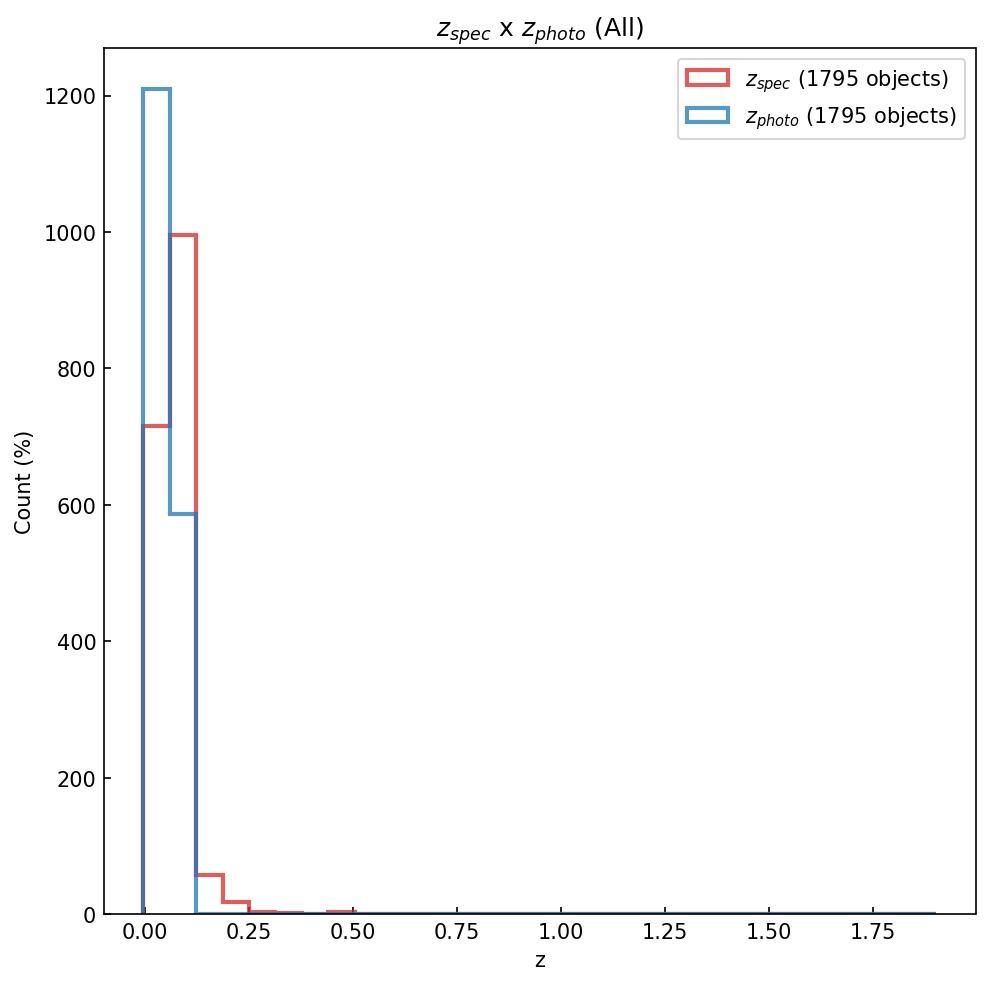 z_spec x z_photo (All)
z_spec (1795 objects)
z_photo (1795 objects)
Count (%)
1200
1000
800
600
400
200
0
0.00 0.25 0.50 0.75 1.00 1.25 1.50 1.75
z